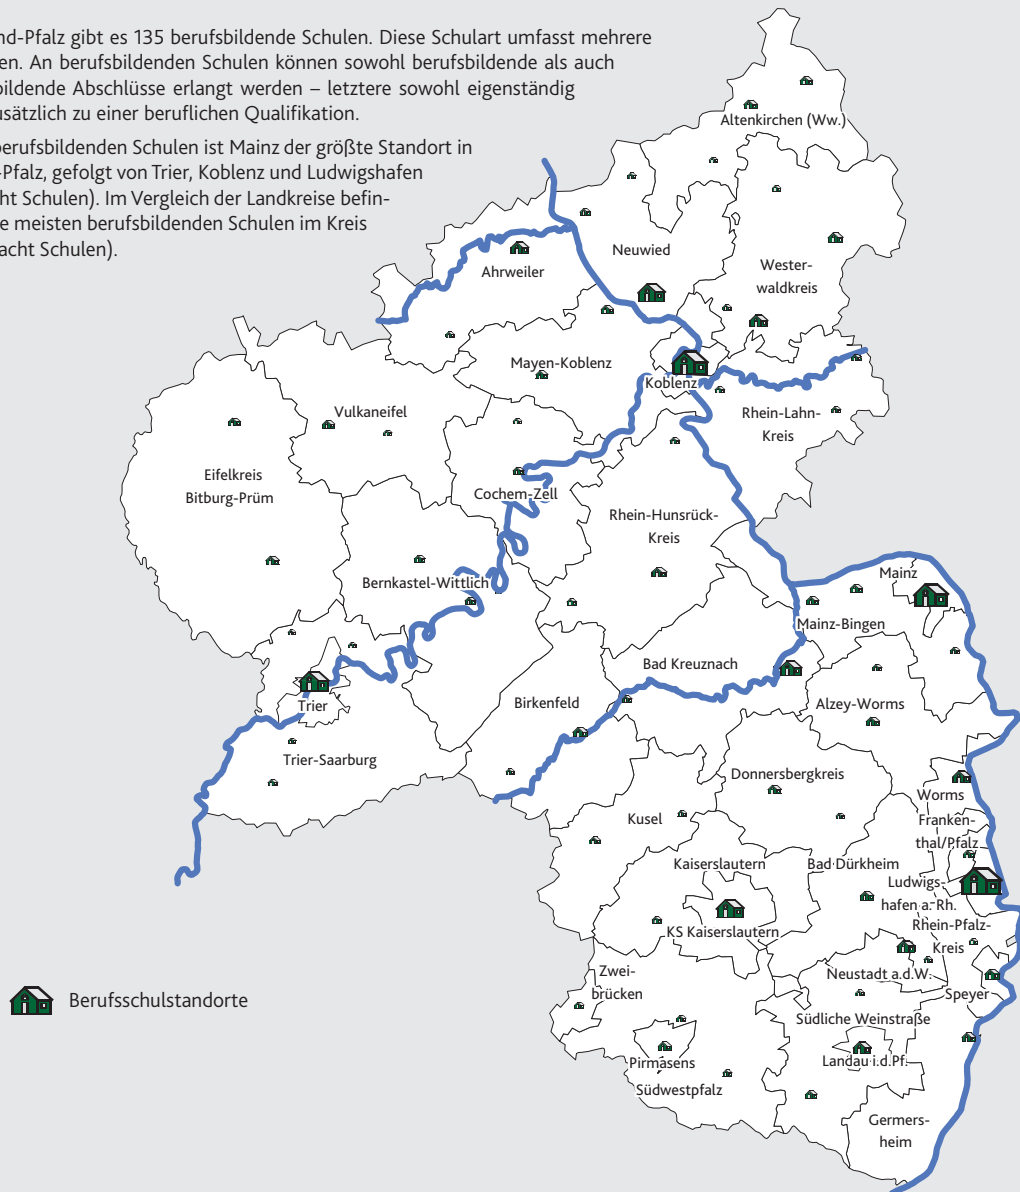 nd-Pfalz gibt es 135 berufsbildende Schulen. Diese Schulart umfasst mehrere
en. An berufsbildenden Schulen können sowohl berufsbildende als auch
bildende Abschlüsse erlangt werden – letztere sowohl eigenständig
usätzlich zu einer beruflichen Qualifikation.
berufsbildenden Schulen ist Mainz der größte Standort in
-Pfalz, gefolgt von Trier, Koblenz und Ludwigshafen
ht Schulen). Im Vergleich der Landkreise befin-
e meisten berufsbildenden Schulen im Kreis
acht Schulen).
Altenkirchen (Ww.)
Neuwied
Ahrweiler
Wester-
waldkreis
Mayen-Koblenz
Koblenz
Vulkaneifel
Rhein-Lahn-
Kreis
Eifelkreis
Bitburg-Prüm
Cochem-Zell
Rhein-Hunsrück-
Kreis
Bernkastel-Wittlich
Mainz
Mainz-Bingen
Bad Kreuznach
Birkenfeld
Trier
Alzey-Worms
Trier-Saarburg
Donnersbergkreis
Worms
Kusel
Franken-
thal/Pfalz
Kaiserslautern
Bad Dürkheim
Ludwigs-
hafen a. Rh.
KS Kaiserslautern
Rhein-Pfalz-
Kreis
Zwei-
brücken
Neustadt a.d.W.
Speyer
Berufsschulstandorte
Südliche Weinstraße
Pirmasens
Landau i.d.Pf.
Südwestpfalz
Germers-
heim